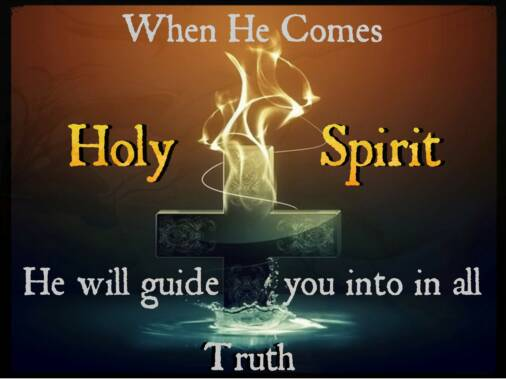 When He Comes
Holy Spirit
He will guide you into in all
Truth